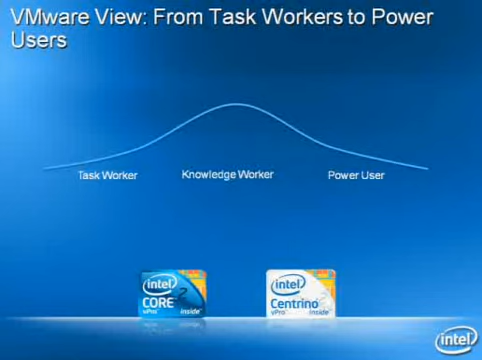 VMware View: From Task Workers to Power
Users
Task Worker
Knowledge Worker
Power User
intel
CORE 2
vPro inside
intel
Centrino
vPro inside
intel